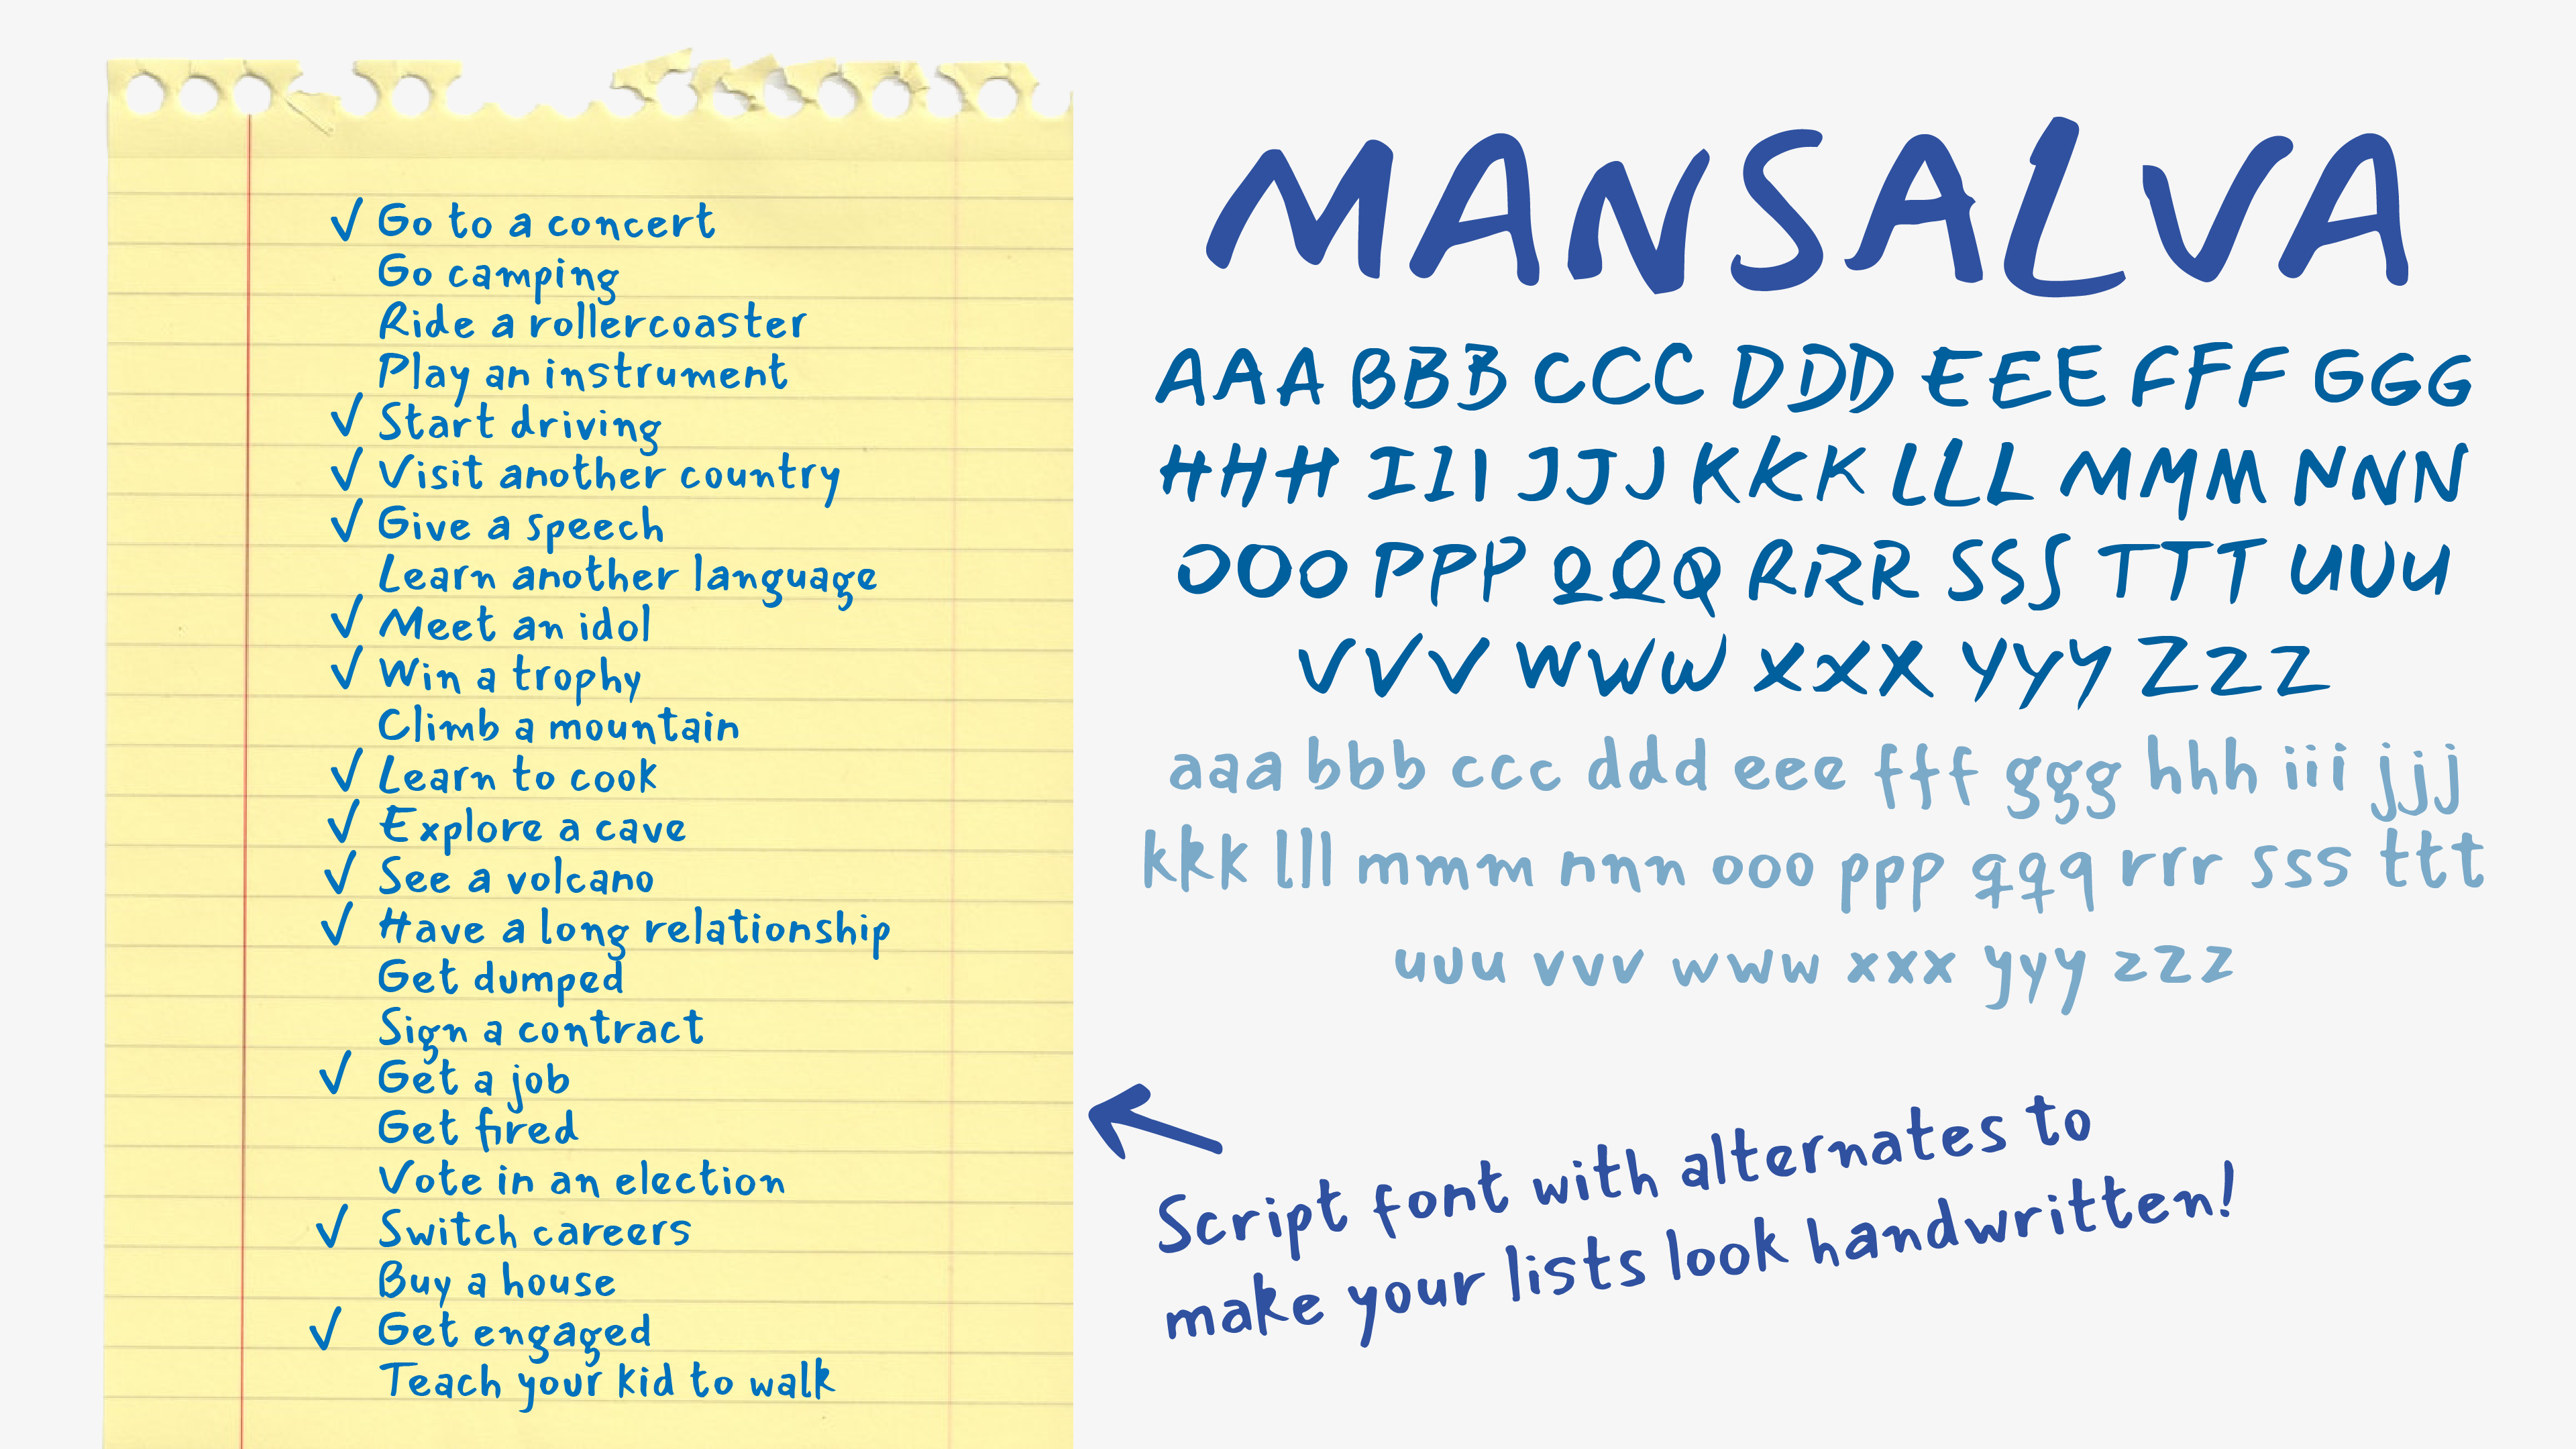 ✓ Go to a concert
Go camping
Ride a rollercoaster
Play an instrument
✓ Start driving
✓ Visit another country
✓ Give a speech
Learn another language
✓ Meet an idol
✓ Win a trophy
Climb a mountain
✓ Learn to cook
✓ Explore a cave
✓ See a volcano
✓ Have a long relationship
Get dumped
Sign a contract
✓ Get a job
Get fired
Vote in an election
✓ Switch careers
Buy a house
✓ Get engaged
Teach your kid to walk
MANSALVA
AAA BBB CCC DDD EEE FFF GGG
HHH III JJJ KKK LLL MMM NNN
OOO PPP QQQ RRR SSS TTT UUU
VVV WWW XXX YYY ZZZ
aaa bbb ccc ddd eee fff ggg hhh iii jjj
kkk lll mmm nnn ooo ppp qqq rrr sss ttt
uuu vvv www xxx yyy zzz
Script font with alternates to
make your lists look handwritten!